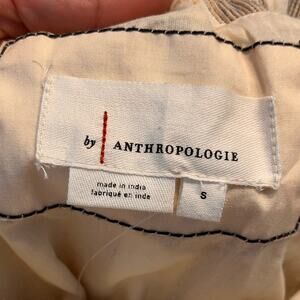 by ANTHROPOLOGIE
made in india
fabriqué en inde
S